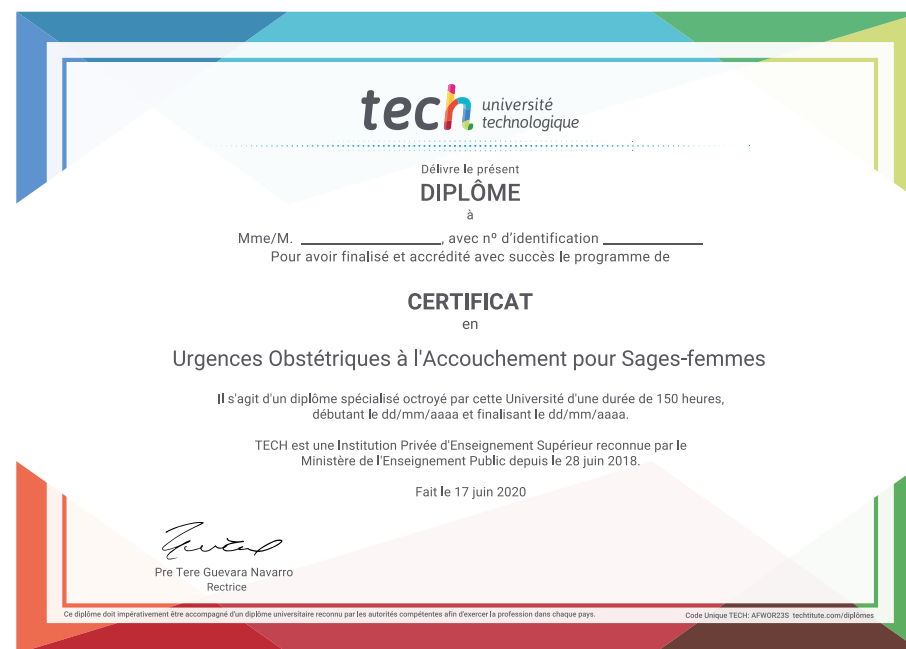 tech université
technologique
Délivre le présent
DIPLÔME
à
Mme/M. ____________________, avec nº d'identification ______________
Pour avoir finalisé et accrédité avec succès le programme de
CERTIFICAT
en
Urgences Obstétriques à l'Accouchement pour Sages-femmes
Il s'agit d'un diplôme spécialisé octroyé par cette Université d'une durée de 150 heures,
débutant le dd/mm/aaaa et finalisant le dd/mm/aaaa.
TECH est une Institution Privée d'Enseignement Supérieur reconnue par le
Ministère de l'Enseignement Public depuis le 28 juin 2018.
Fait le 17 juin 2020
Pre Tere Guevara Navarro
Rectrice
Ce diplôme doit impérativement être accompagné d'un diplôme universitaire reconnu par les autorités compétentes afin d'exercer la profession dans chaque pays.
Code Unique TECH: AFWOR23S techtitute.com/diplômes